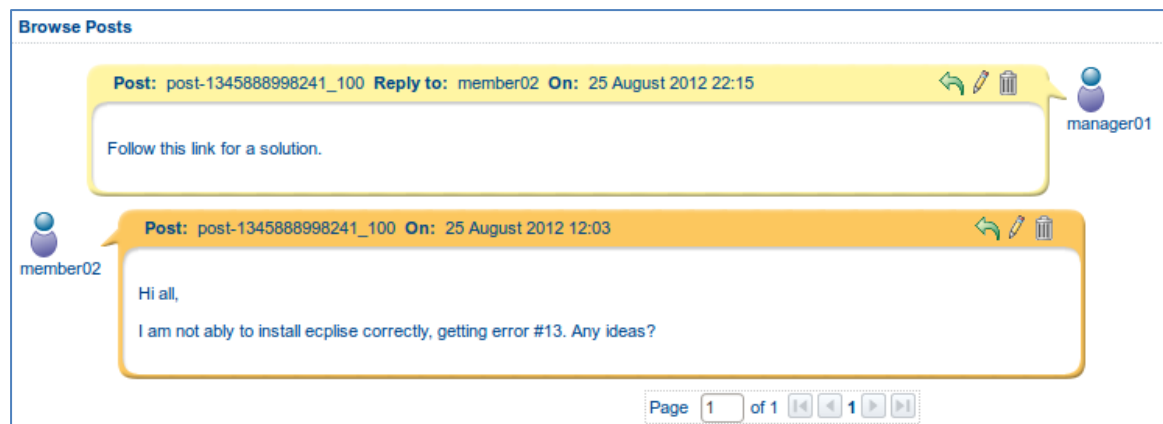 Browse Posts
Post: post-1345888998241_100 Reply to: member02 On: 25 August 2012 22:15
manager01
Follow this link for a solution.
Post: post-1345888998241_100 On: 25 August 2012 12:03
member02
Hi all,
I am not ably to install ecplise correctly, getting error #13. Any ideas?
Page 1 of 1 1